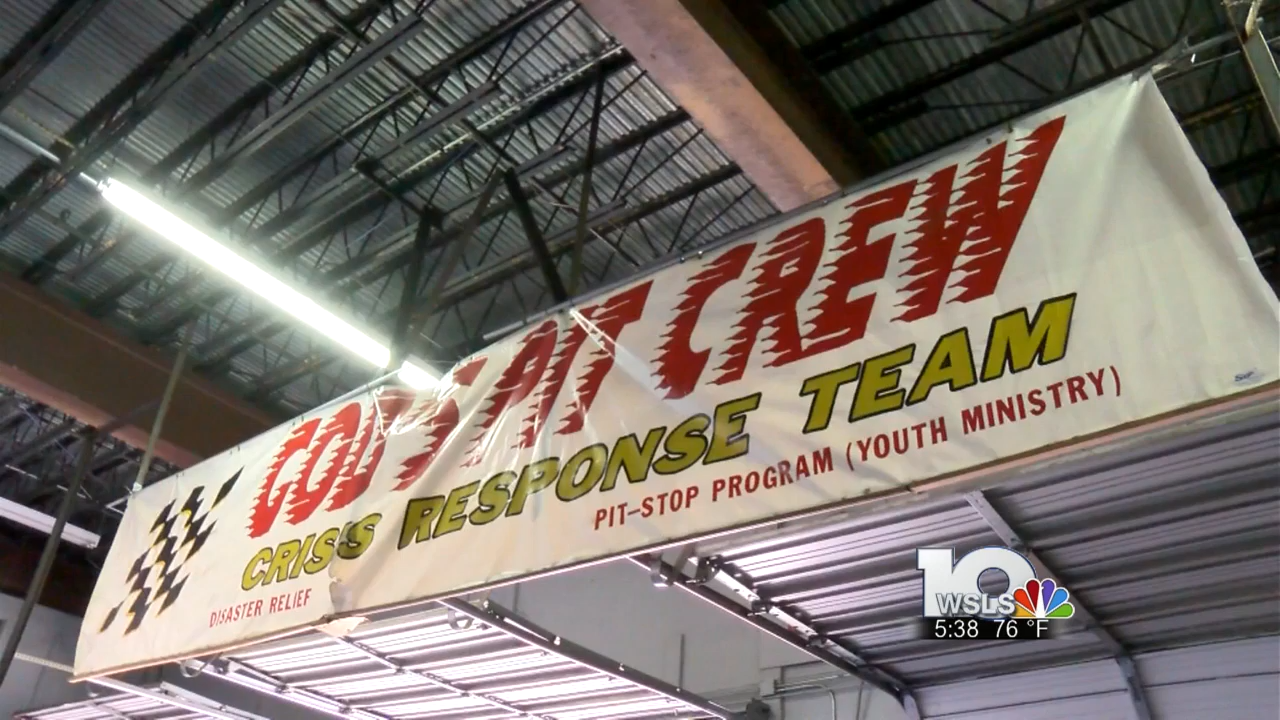 GOD'S PIT CREW
CRISIS RESPONSE TEAM
PIT-STOP PROGRAM (YOUTH MINISTRY)
DISASTER RELIEF
10
WSLS
5:38 76 °F